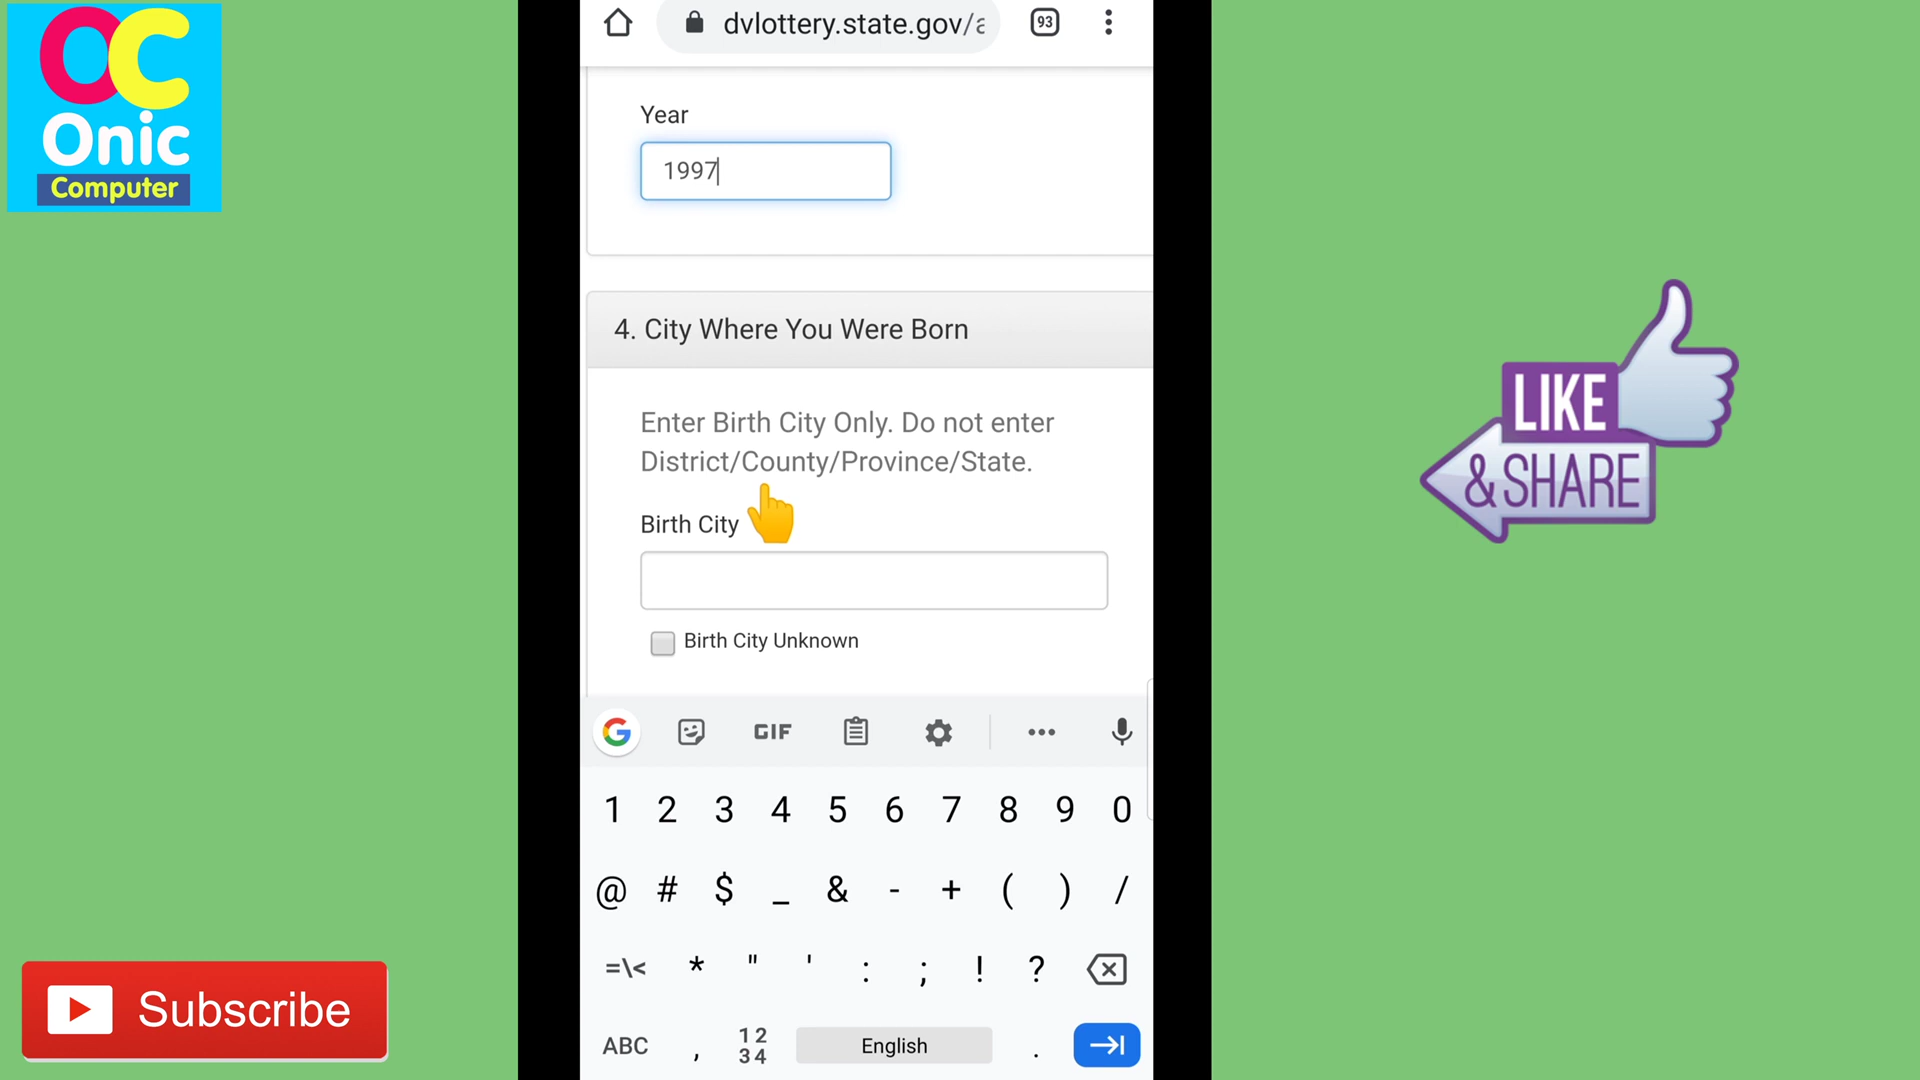 OC
Onic
Computer
dvlottery.state.gov/a
93
Year
1997
4. City Where You Were Born
Enter Birth City Only. Do not enter
District/County/Province/State.
Birth City
Birth City Unknown
G
GIF
1 2 3 4 5 6 7 8 9 0
@ # $ _ & - + ( ) /
=\< * " ' : ; ! ?
ABC , 12 34 English .
LIKE
& SHARE
Subscribe